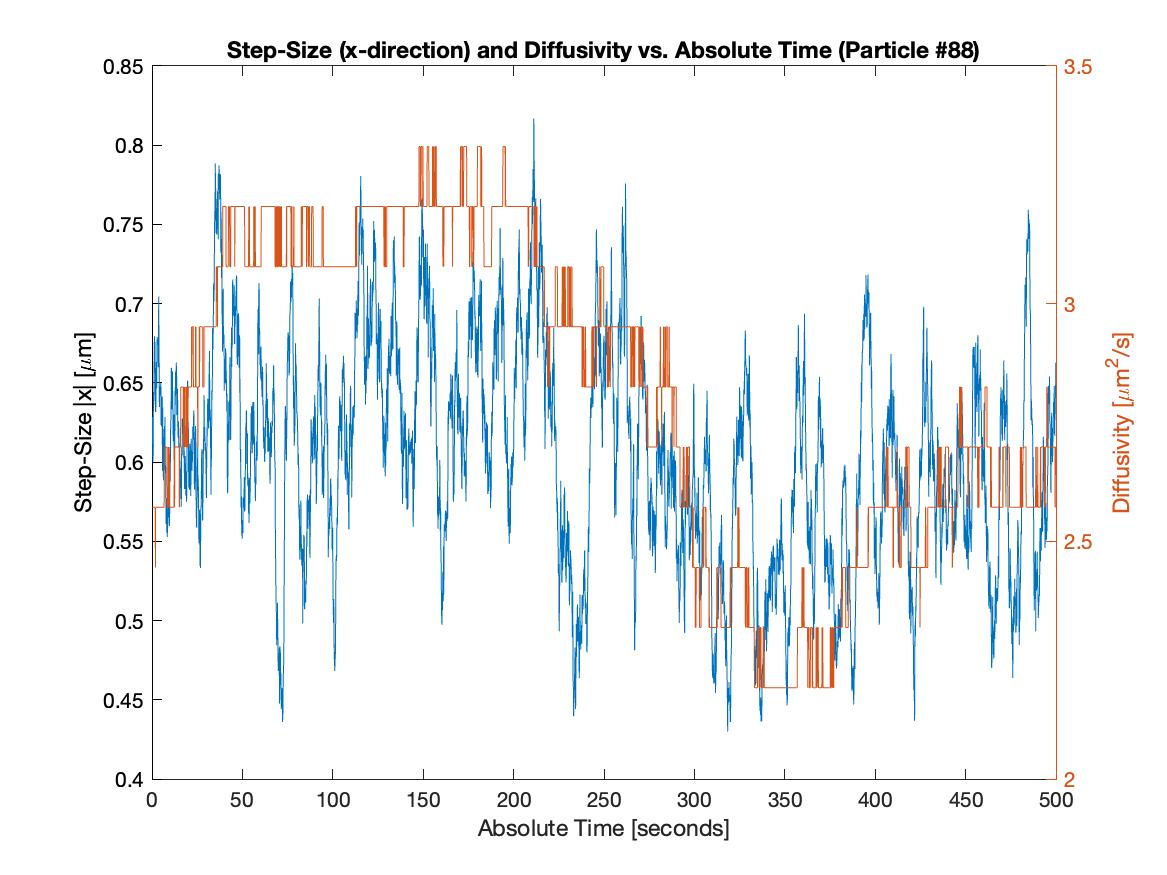 Step-Size (x-direction) and Diffusivity vs. Absolute Time (Particle #88)
0.85
0.8
0.75
0.7
0.65
0.6
0.55
0.5
0.45
0.4
Step-Size |x| [μm]
3.5
3
2.5
2
Diffusivity [μm²/s]
0 50 100 150 200 250 300 350 400 450 500
Absolute Time [seconds]